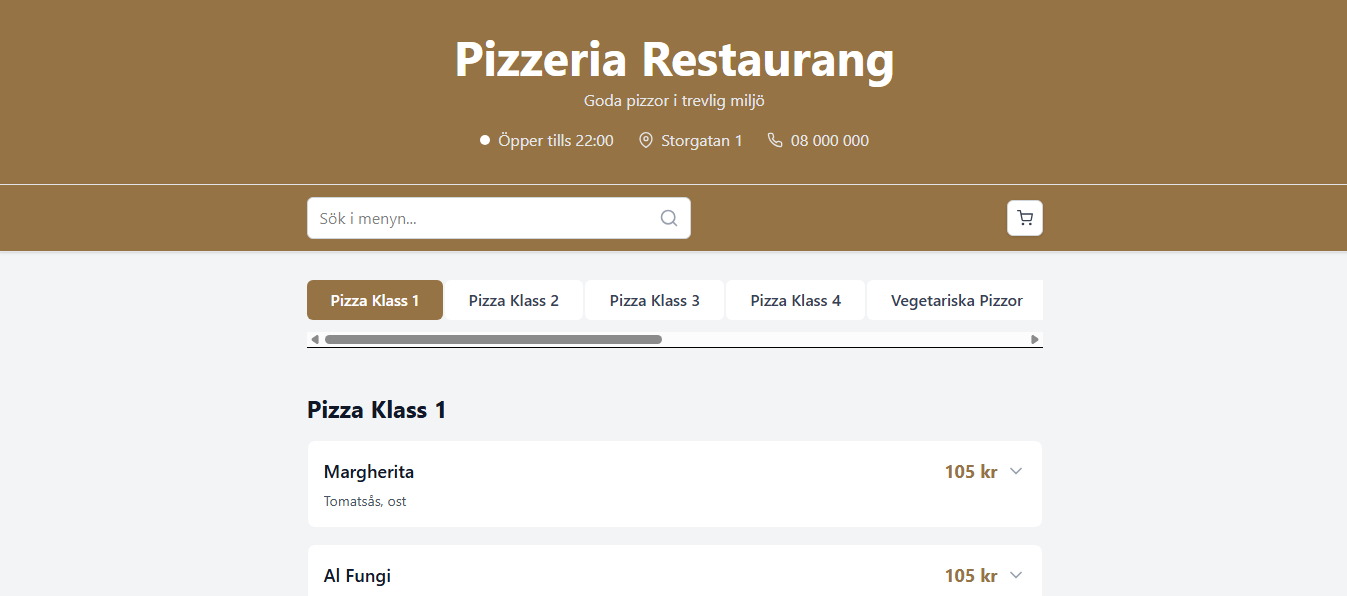 Pizzeria Restaurang
Goda pizzor i trevlig miljö
Öpper tills 22:00 Storgatan 1 08 000 000
Sök i menyn...
Pizza Klass 1 Pizza Klass 2 Pizza Klass 3 Pizza Klass 4 Vegetariska Pizzor
Pizza Klass 1
Margherita 105 kr
Tomatsås, ost
Al Fungi 105 kr